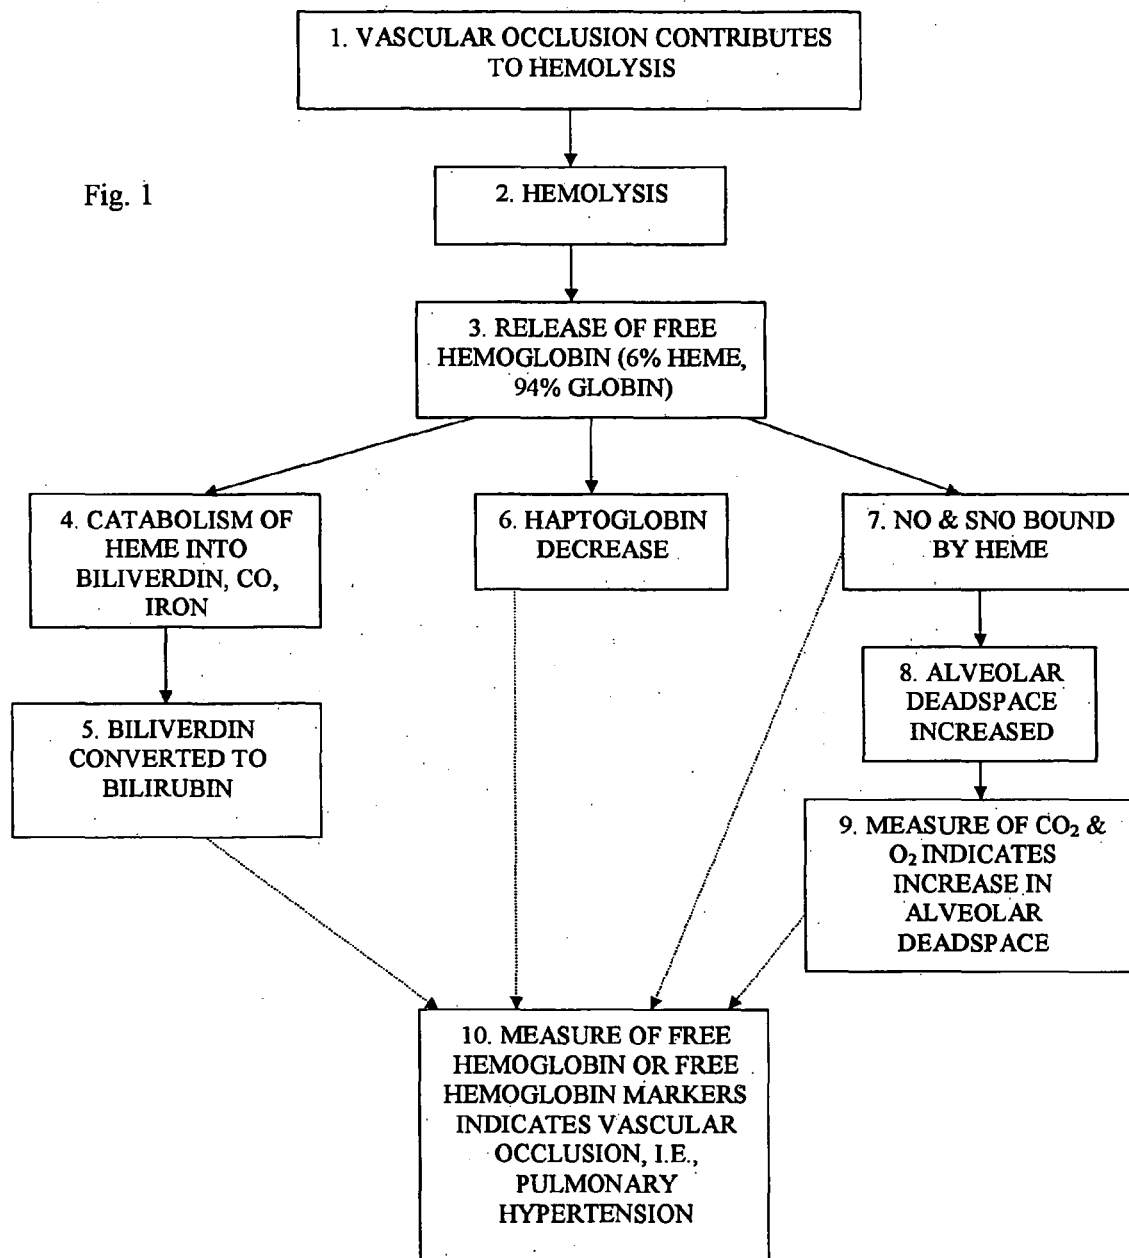 1. VASCULAR OCCLUSION CONTRIBUTES
TO HEMOLYSIS
Fig. 1
2. HEMOLYSIS
3. RELEASE OF FREE
HEMOGLOBIN (6% HEME,
94% GLOBIN)
4. CATABOLISM OF
HEME INTO
BILIVERDIN, CO,
IRON
6. HAPTOGLOBIN
DECREASE
7. NO & SNO BOUND
BY HEME
8. ALVEOLAR
DEADSPACE
INCREASED
5. BILIVERDIN
CONVERTED TO
BILIRUBIN
9. MEASURE OF CO₂ &
O₂ INDICATES
INCREASE IN
ALVEOLAR
DEADSPACE
10. MEASURE OF FREE
HEMOGLOBIN OR FREE
HEMOGLOBIN MARKERS
INDICATES VASCULAR
OCCLUSION, I.E.,
PULMONARY
HYPERTENSION